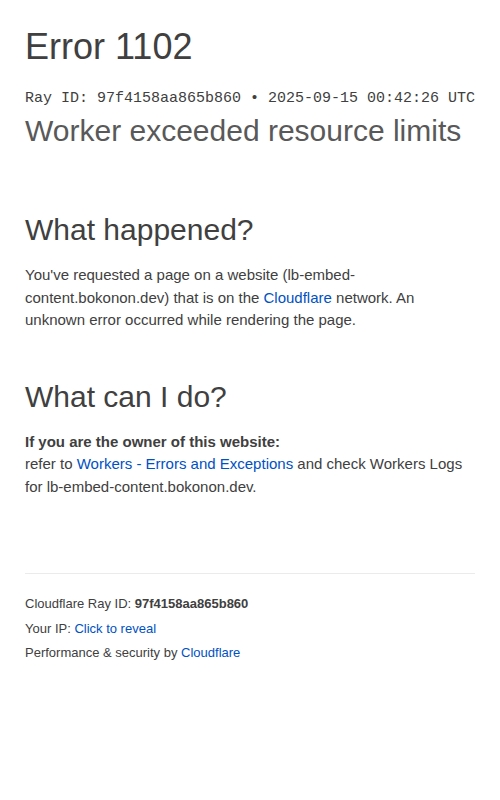 Error 1102
Ray ID: 97f4158aa865b860 • 2025-09-15 00:42:26 UTC
Worker exceeded resource limits
What happened?
You've requested a page on a website (lb-embed-
content.bokonon.dev) that is on the Cloudflare network. An
unknown error occurred while rendering the page.
What can I do?
If you are the owner of this website:
refer to Workers - Errors and Exceptions and check Workers Logs
for lb-embed-content.bokonon.dev.
Cloudflare Ray ID: 97f4158aa865b860
Your IP: Click to reveal
Performance & security by Cloudflare